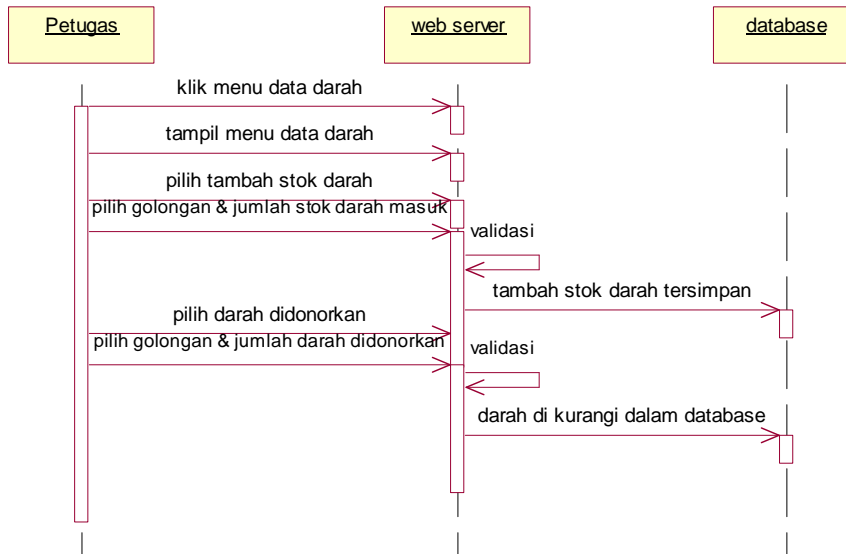 Petugas
web server
database
klik menu data darah
tampil menu data darah
pilih tambah stok darah
pilih golongan & jumlah stok darah masuk
validasi
tambah stok darah tersimpan
pilih darah didonorkan
pilih golongan & jumlah darah didonorkan
validasi
darah di kurangi dalam database